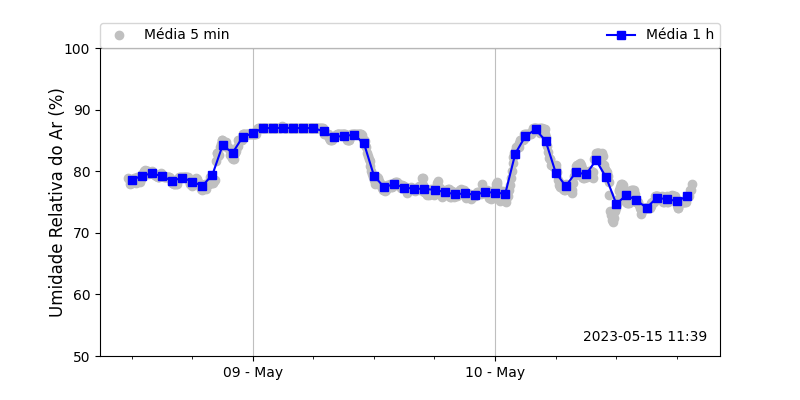 Média 5 min
Média 1 h
100
90
80
70
60
50
Umidade Relativa do Ar (%)
2023-05-15 11:39
09 - May
10 - May